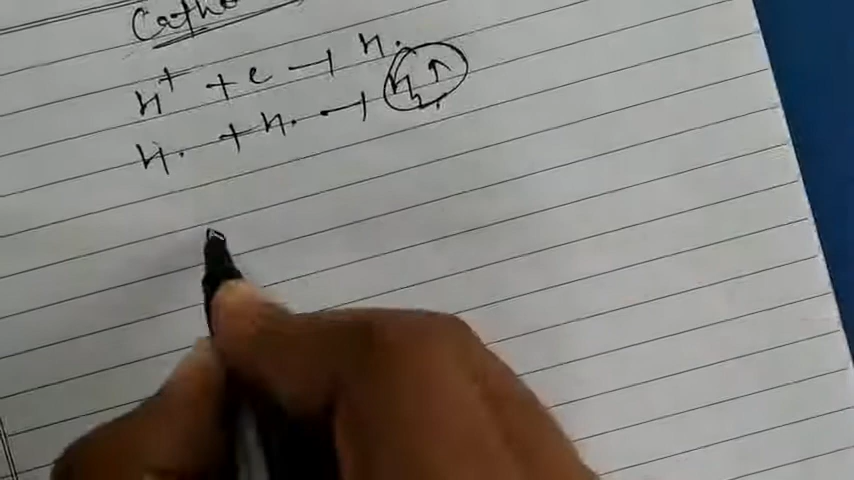 Catho
H⁺ + e → H.
H. + H. → H₂ ↑